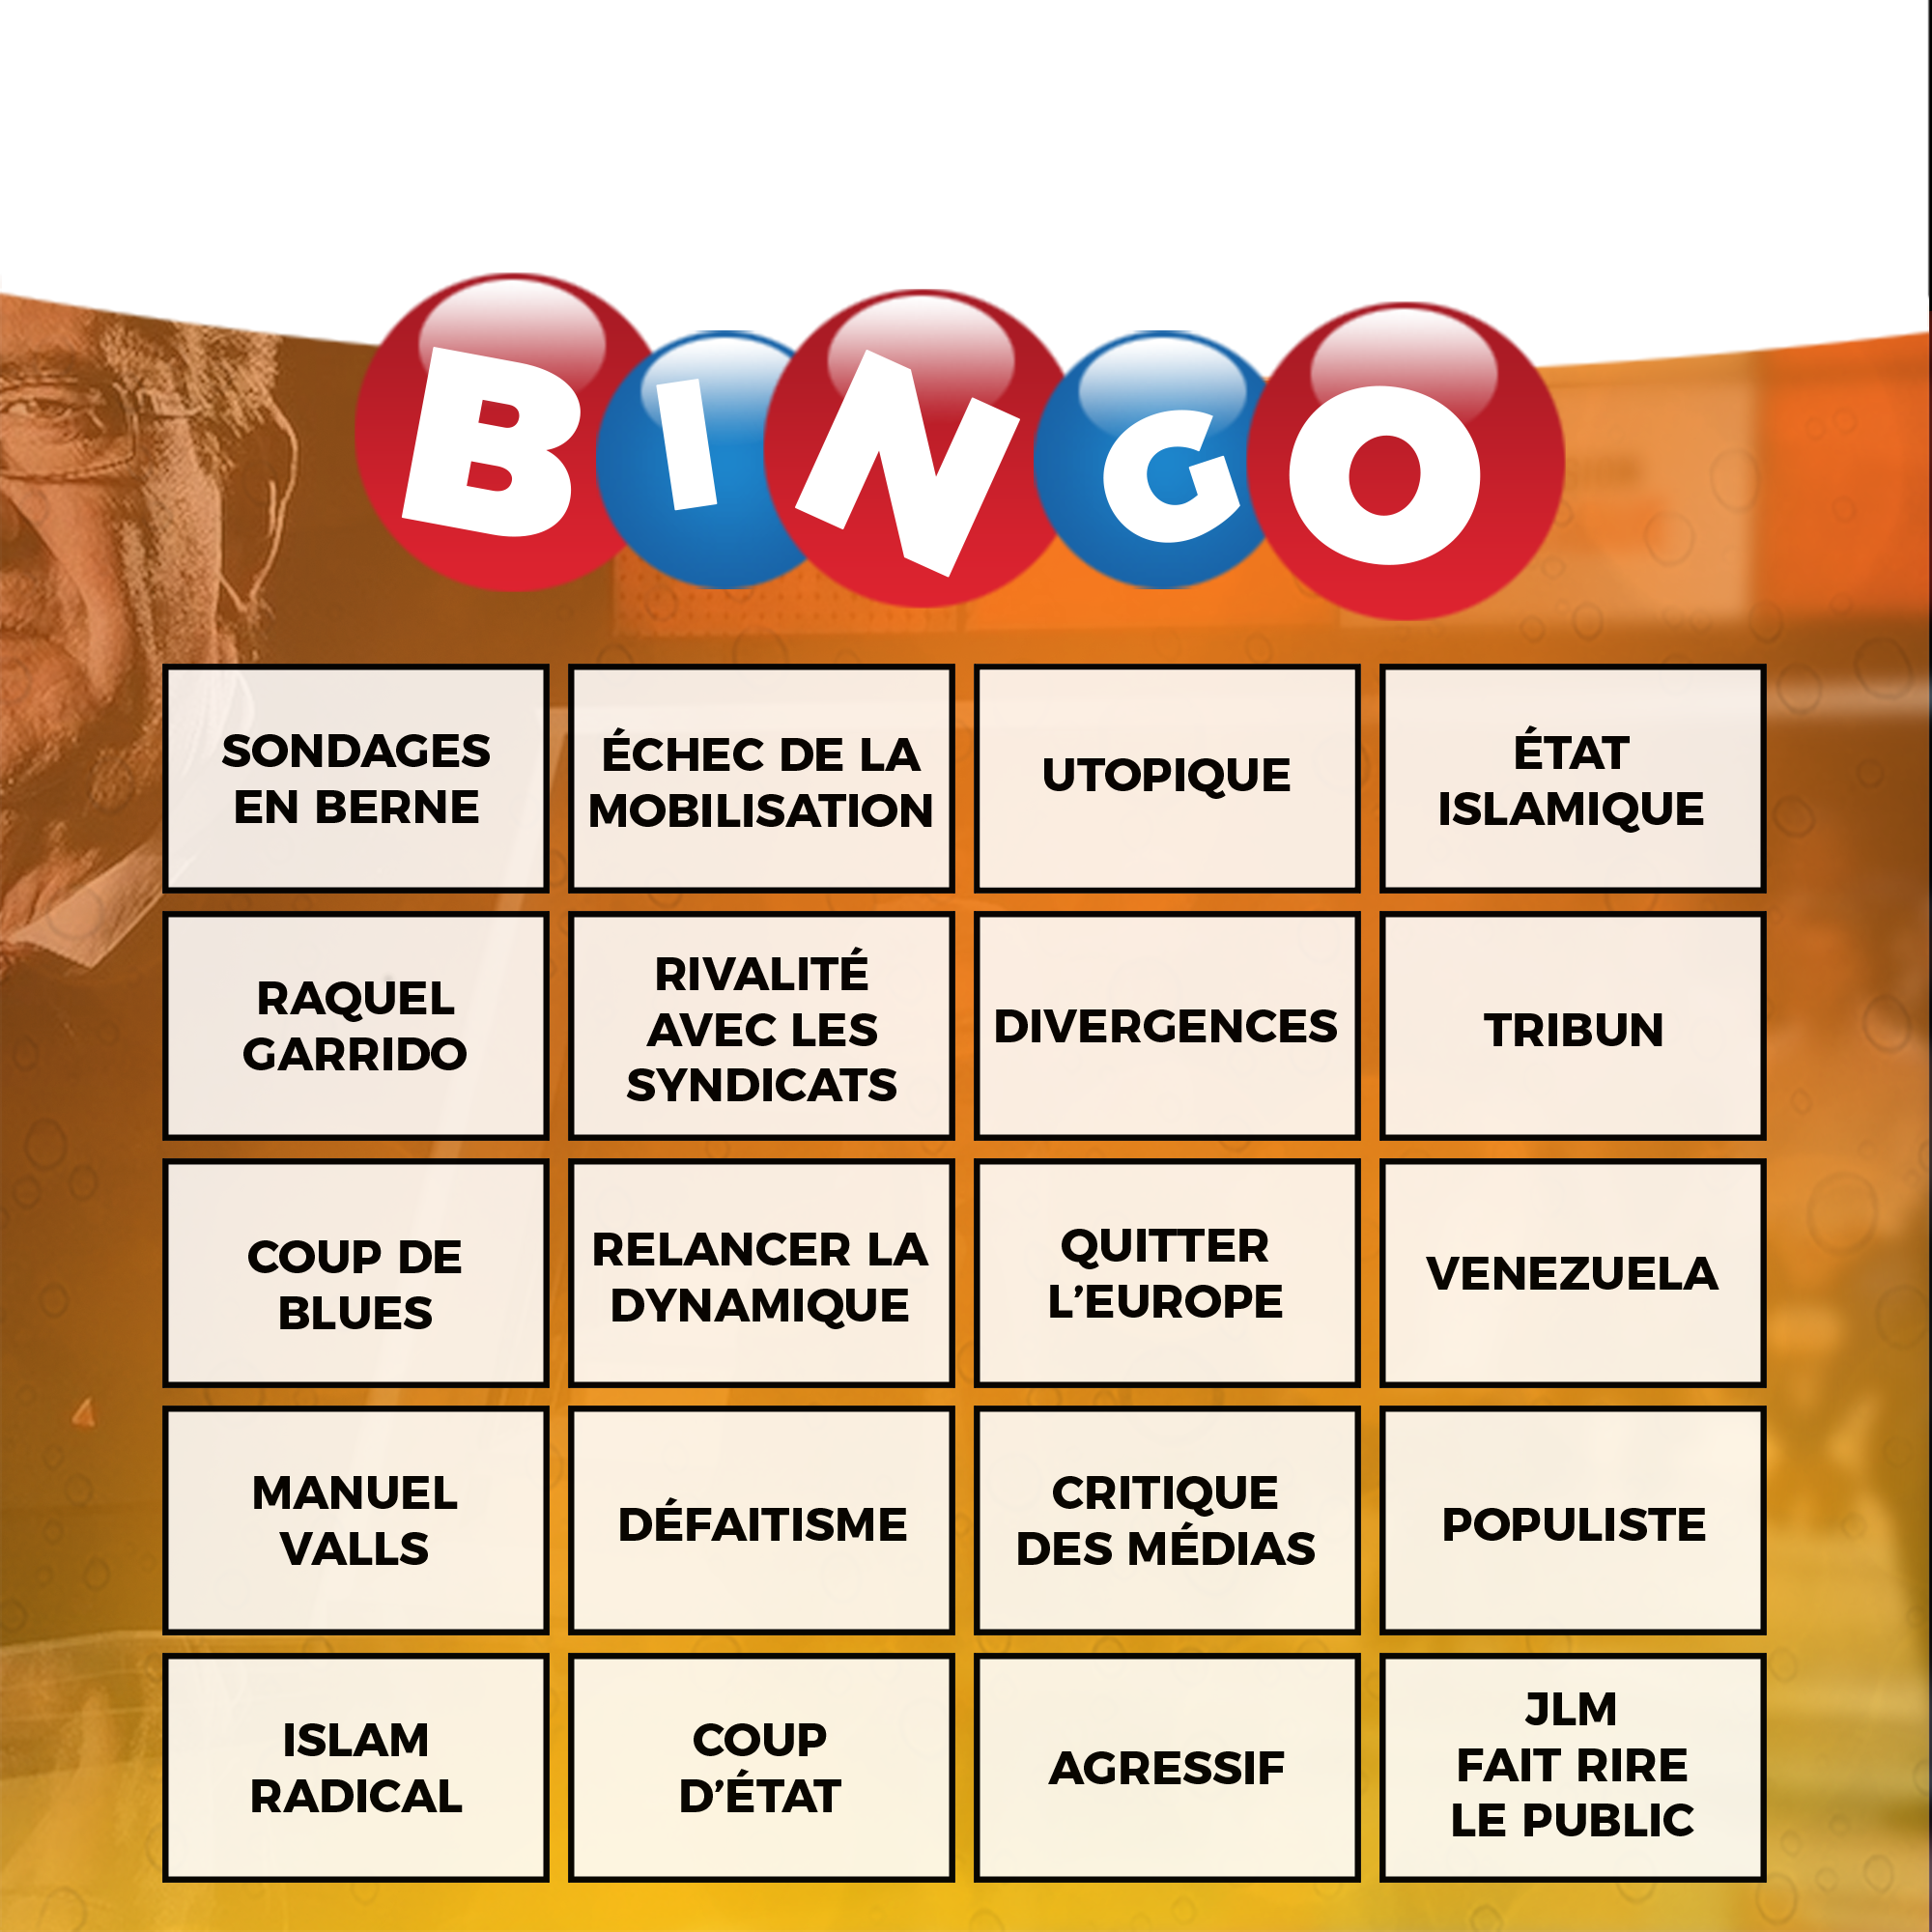 BINGO
SONDAGES
EN BERNE
ÉCHEC DE LA
MOBILISATION
UTOPIQUE
ÉTAT
ISLAMIQUE
RAQUEL
GARRIDO
RIVALITÉ
AVEC LES
SYNDICATS
DIVERGENCES
TRIBUN
COUP DE
BLUES
RELANCER LA
DYNAMIQUE
QUITTER
L’EUROPE
VENEZUELA
MANUEL
VALLS
DÉFAITISME
CRITIQUE
DES MÉDIAS
POPULISTE
ISLAM
RADICAL
COUP
D’ÉTAT
AGRESSIF
JLM
FAIT RIRE
LE PUBLIC